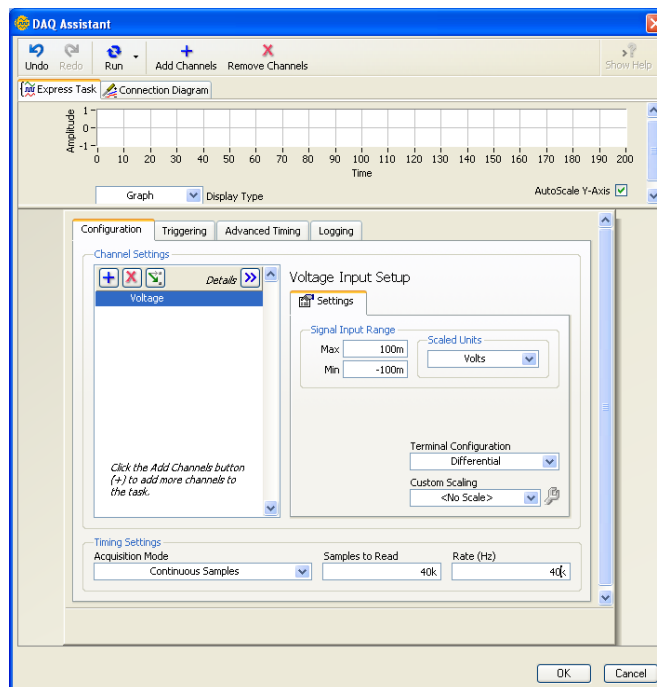 DAQ Assistant
Undo Redo Run Add Channels Remove Channels Show Help
Express Task Connection Diagram
Amplitude
1
0
-1
0 10 20 30 40 50 60 70 80 90 100 110 120 130 140 150 160 170 180 190 200
Time
Graph Display Type AutoScale Y-Axis
Configuration Triggering Advanced Timing Logging
Channel Settings
Details
Voltage
Click the Add Channels button
(+) to add more channels to
the task.
Voltage Input Setup
Settings
Signal Input Range
Max 100m
Min -100m
Scaled Units
Volts
Terminal Configuration
Differential
Custom Scaling
<No Scale>
Timing Settings
Acquisition Mode Samples to Read Rate (Hz)
Continuous Samples 40k 40k
OK Cancel